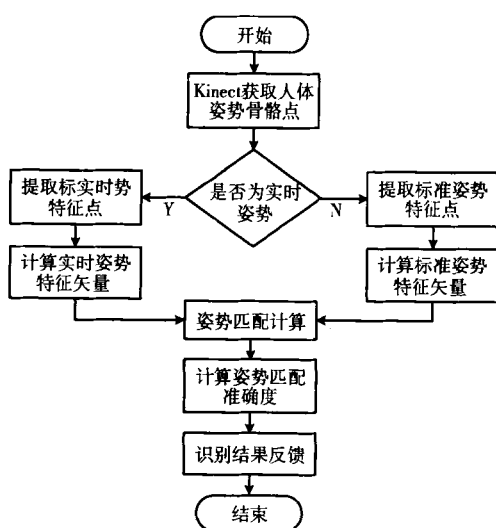 开始
Kinect获取人体
姿势骨骼点
是否为实时
姿势
Y
N
提取标实时势
特征点
提取标准姿势
特征点
计算实时姿势
特征矢量
计算标准姿势
特征矢量
姿势匹配计算
计算姿势匹配
准确度
识别结果反馈
结束